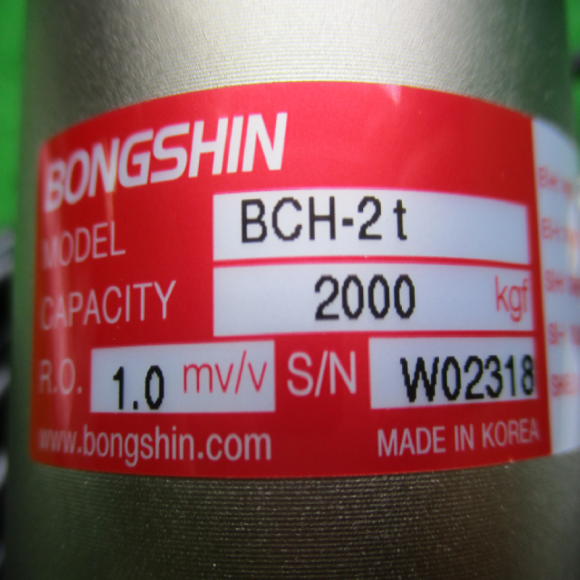 BONGSHIN
MODEL BCH-2t
CAPACITY 2000 kgf
R.O. 1.0 mv/v S/N W02318
www.bongshin.com MADE IN KOREA